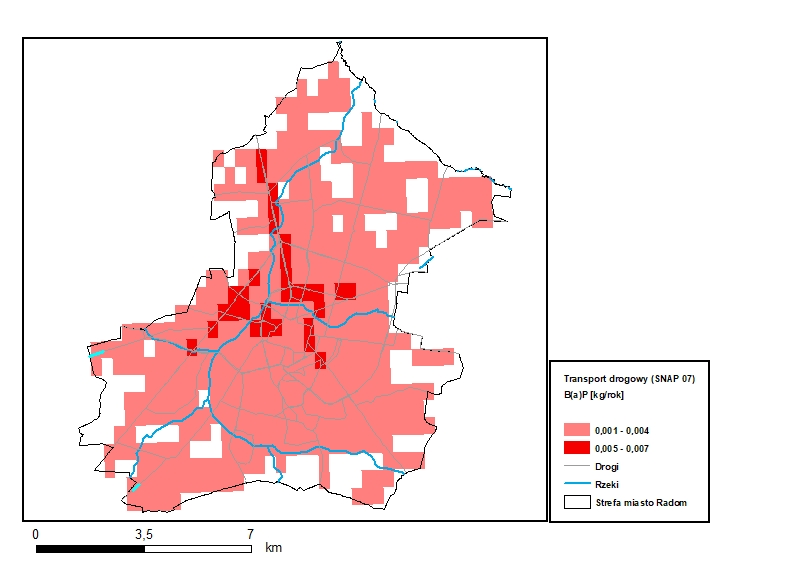 Transport drogowy (SNAP 07)
B(a)P [kg/rok]
0,001 - 0,004
0,005 - 0,007
Drogi
Rzeki
Strefa miasto Radom
0 3,5 7
km